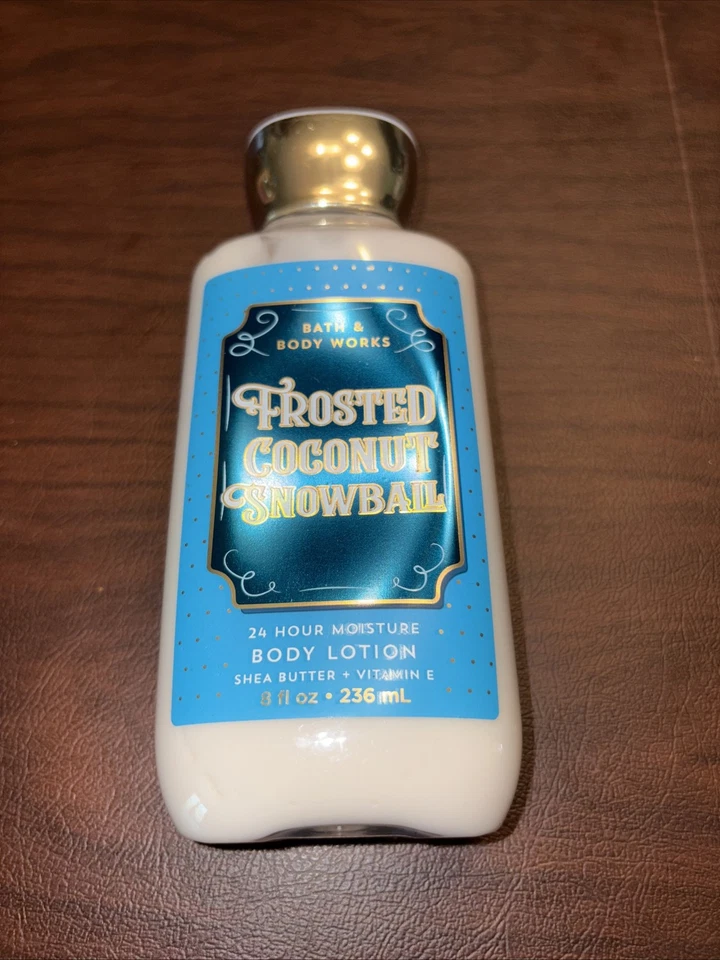 BATH &
BODY WORKS
FROSTED
COCONUT
SNOWBALL
24 HOUR MOISTURE
BODY LOTION
SHEA BUTTER + VITAMIN E
8 fl oz • 236 mL